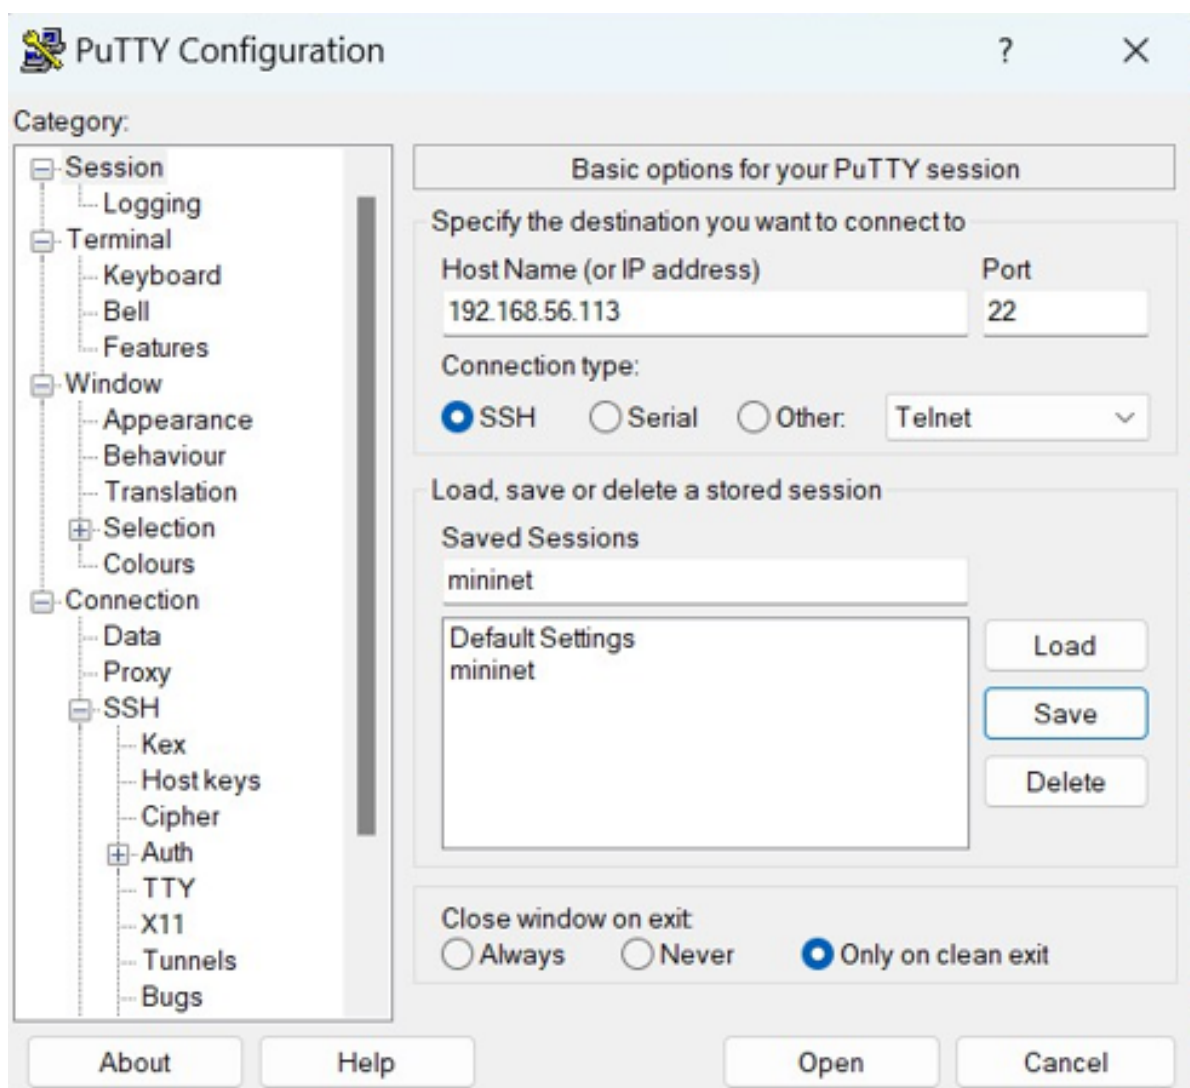 PuTTY Configuration
?
Category:
Session
Logging
Terminal
Keyboard
Bell
Features
Window
Appearance
Behaviour
Translation
Selection
Colours
Connection
Data
Proxy
SSH
Kex
Host keys
Cipher
Auth
TTY
X11
Tunnels
Bugs
Basic options for your PuTTY session
Specify the destination you want to connect to
Host Name (or IP address) Port
192.168.56.113 22
Connection type:
SSH Serial Other: Telnet
Load, save or delete a stored session
Saved Sessions
mininet
Default Settings
mininet
Load
Save
Delete
Close window on exit:
Always Never Only on clean exit
About Help Open Cancel